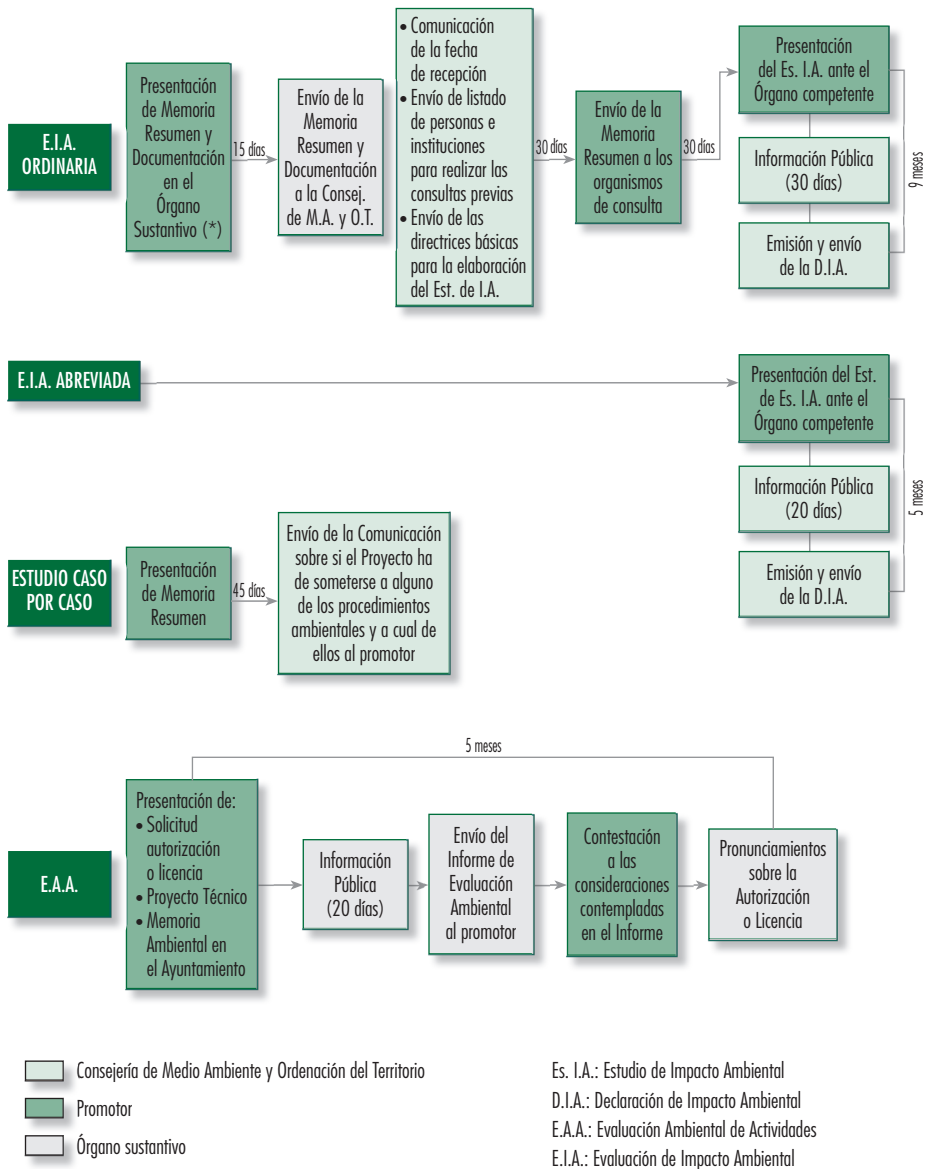 E.I.A.
ORDINARIA
Presentación
de Memoria
Resumen y
Documentación
en el
Órgano
Sustantivo (*)
15 días
Envío de la
Memoria
Resumen y
Documentación
a la Consej.
de M.A. y O.T.
• Comunicación
de la fecha
de recepción
• Envío de listado
de personas e
instituciones
para realizar las
consultas previas
• Envío de las
directrices básicas
para la elaboración
del Est. de I.A.
30 días
Envío de la
Memoria
Resumen a los
organismos
de consulta
30 días
Presentación
del Es. I.A. ante el
Órgano competente
Información Pública
(30 días)
Emisión y envío
de la D.I.A.
9 meses
E.I.A. ABREVIADA
Presentación del Est.
de Es. I.A. ante el
Órgano competente
Información Pública
(20 días)
Emisión y envío
de la D.I.A.
5 meses
ESTUDIO CASO
POR CASO
Presentación
de Memoria
Resumen
45 días
Envío de la Comunicación
sobre si el Proyecto ha
de someterse a alguno
de los procedimientos
ambientales y a cual de
ellos al promotor
5 meses
E.A.A.
Presentación de:
• Solicitud
autorización
o licencia
• Proyecto Técnico
• Memoria
Ambiental en
el Ayuntamiento
Información
Pública
(20 días)
Envío del
Informe de
Evaluación
Ambiental
al promotor
Contestación
a las
consideraciones
contempladas
en el Informe
Pronunciamientos
sobre la
Autorización
o Licencia
Consejería de Medio Ambiente y Ordenación del Territorio
Promotor
Órgano sustantivo
Es. I.A.: Estudio de Impacto Ambiental
D.I.A.: Declaración de Impacto Ambiental
E.A.A.: Evaluación Ambiental de Actividades
E.I.A.: Evaluación de Impacto Ambiental